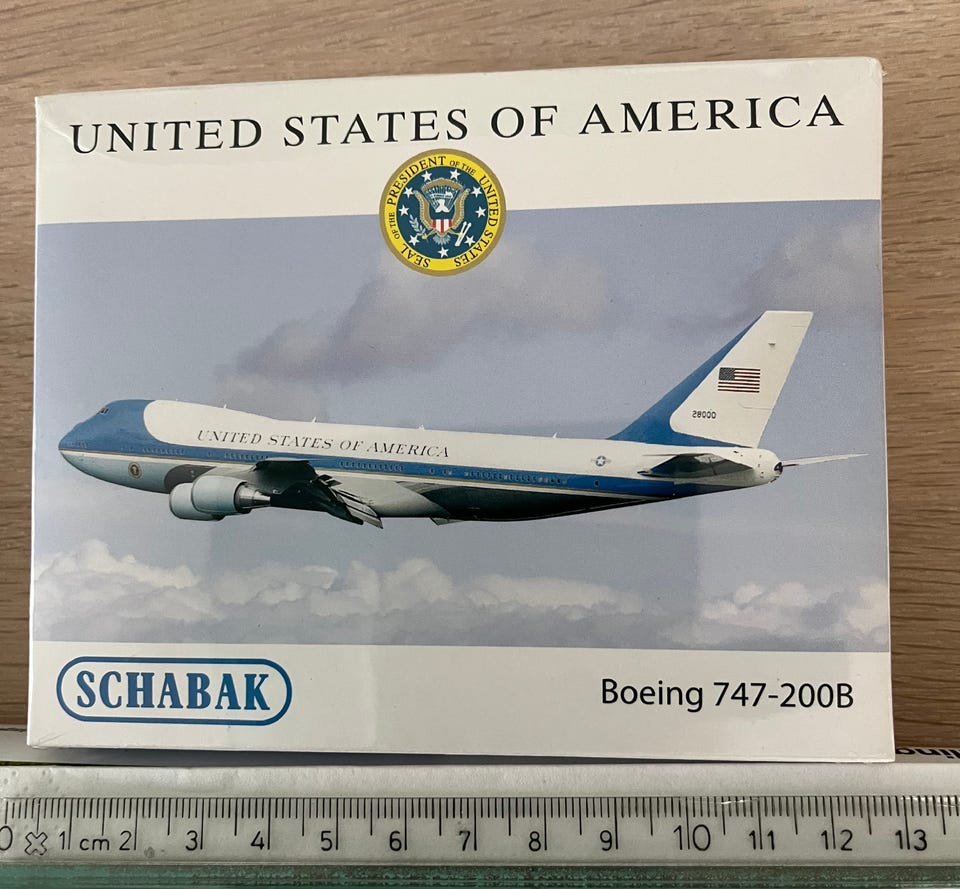 UNITED STATES OF AMERICA
SEAL OF THE PRESIDENT OF THE UNITED STATES
28000
UNITED STATES OF AMERICA
SCHABAK
Boeing 747-200B
0 1 cm 2 3 4 5 6 7 8 9 10 11 12 13